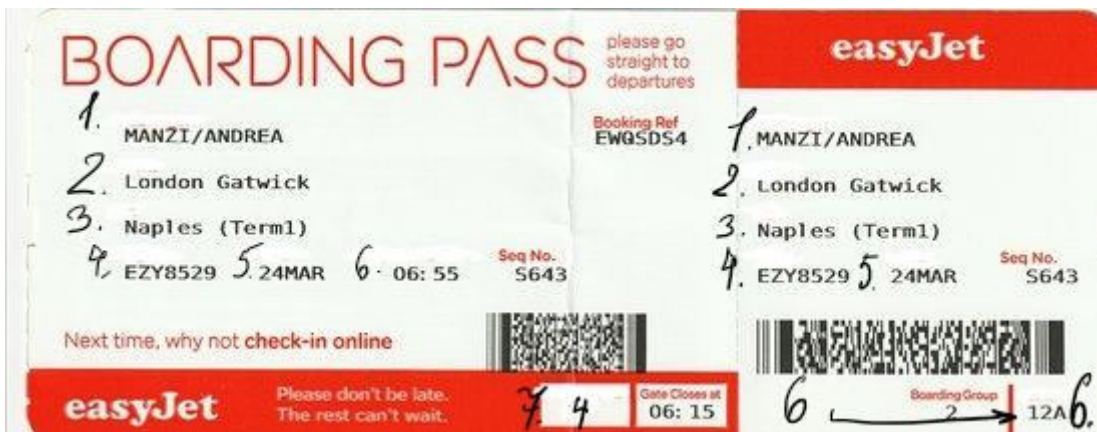 BOARDING PASS
please go
straight to
departures
1. MANZI/ANDREA
Booking Ref
EWQSDS4
2. London Gatwick
3. Naples (Term1)
4, EZY8529 5. 24MAR 6. 06: 55
Seq No.
S643
Next time, why not check-in online
easyJet
Please don't be late.
The rest can't wait.
7. 4
Gate Closes at
06: 15
easyJet
1. MANZI/ANDREA
2. London Gatwick
3. Naples (Term1)
4. EZY8529 5 24MAR
Seq No.
S643
6
Boarding Group
2
12A 6.